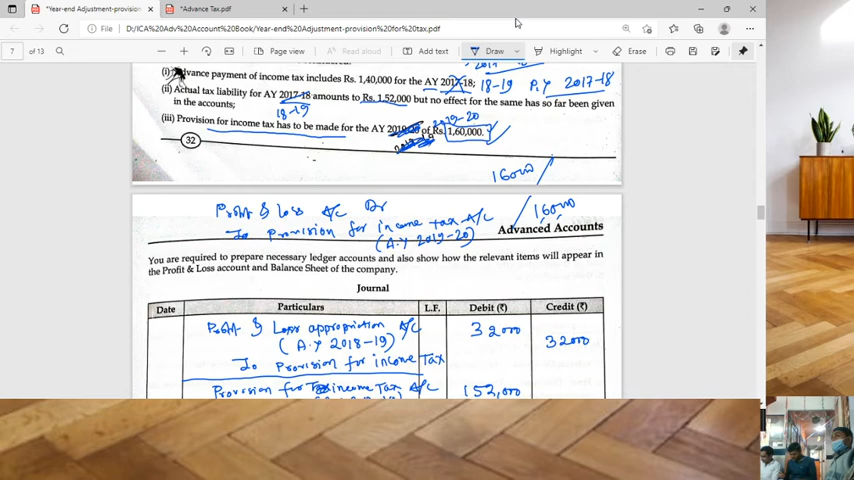 *Year-end Adjustment-provision
*Advance Tax.pdf
File D:/ICA%20Adv%20Account%20Book/Year-end%20Adjustment-provision%20for%20tax.pdf
7 of 13 Page view Add text Draw Highlight Erase
(i) Advance payment of income tax includes Rs. 1,40,000 for the AY 2017-18; 18-19 A.Y 2017-18
(ii) Actual tax liability for AY 2017-18 amounts to Rs. 1,52,000 but no effect for the same has so far been given
18-19
in the accounts;
2019-20
(iii) Provision for income tax has to be made for the AY of Rs. 1,60,000.
32
160000
Profit & Loss A/C Dr 160000
To Provision for income tax A/C
(A.Y 2019-20)
Advanced Accounts
You are required to prepare necessary ledger accounts and also show how the relevant items will appear in
the Profit & Loss account and Balance Sheet of the company.
Journal
Date Particulars L.F. Debit (₹) Credit (₹)
Profit & Loss appropriation A/C 32000
(A.Y 2018-19) 32000
To Provision for income Tax
Provision for income Tax A/C 152,000